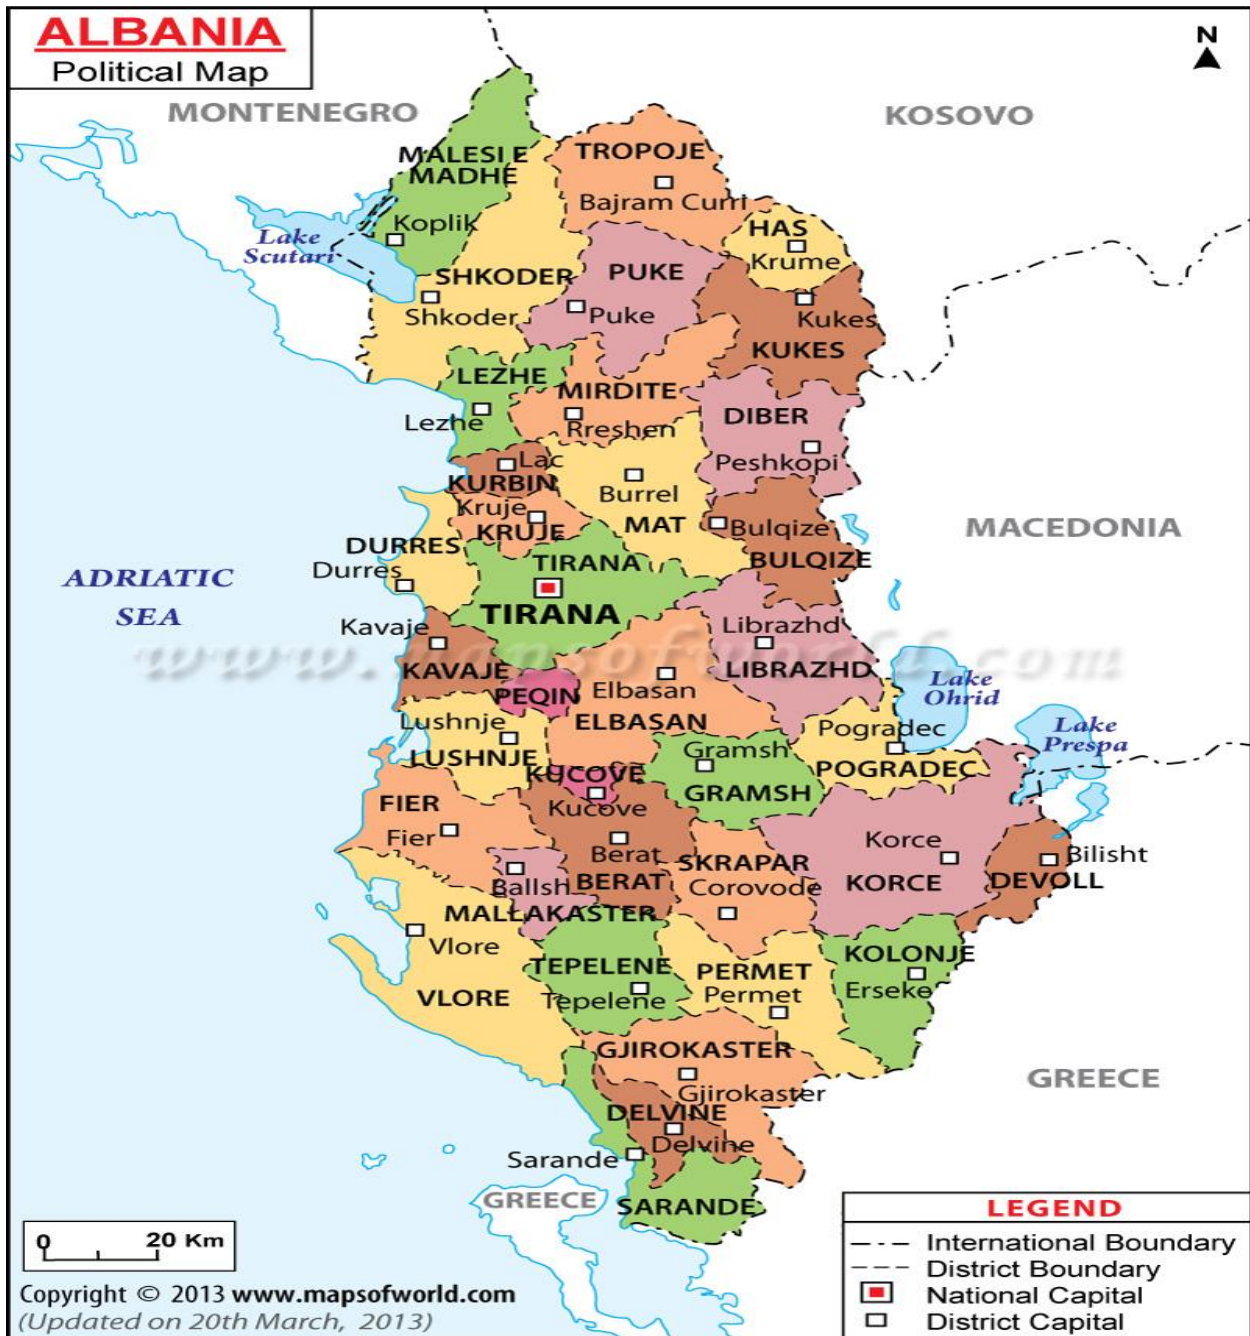 ALBANIA
Political Map
N
MONTENEGRO
KOSOVO
MALESI E
MADHE
TROPOJE
Bajram Curri
Koplik
HAS
Krume
Lake
Scutari
SHKODER
Shkoder
PUKE
Puke
Kukes
KUKES
LEZHE
Lezhe
MIRDITE
Rreshen
DIBER
Peshkopi
Lac
KURBIN
Burrel
MAT
Kruje
KRUJE
Bulqize
BULQIZE
MACEDONIA
DURRES
Durres
TIRANA
TIRANA
ADRIATIC
SEA
Kavaje
KAVAJE
Librazhd
LIBRAZHD
www.mapsofworld.com
PEQIN
Elbasan
ELBASAN
Lake
Ohrid
Lake
Prespa
Lushnje
LUSHNJE
Gramsh
GRAMSH
Pogradec
POGRADEC
KUCOVE
Kucove
FIER
Fier
Berat
BERAT
SKRAPAR
Corovode
Korce
KORCE
Bilisht
DEVOLL
Ballsh
MALLAKASTER
Vlore
VLORE
TEPELENE
Tepelene
PERMET
Permet
KOLONJE
Erseke
GJIROKASTER
Gjirokaster
GREECE
DELVINE
Delvine
Sarande
SARANDE
GREECE
0 20 Km
Copyright © 2013 www.mapsofworld.com
(Updated on 20th March, 2013)
LEGEND
International Boundary
District Boundary
National Capital
District Capital